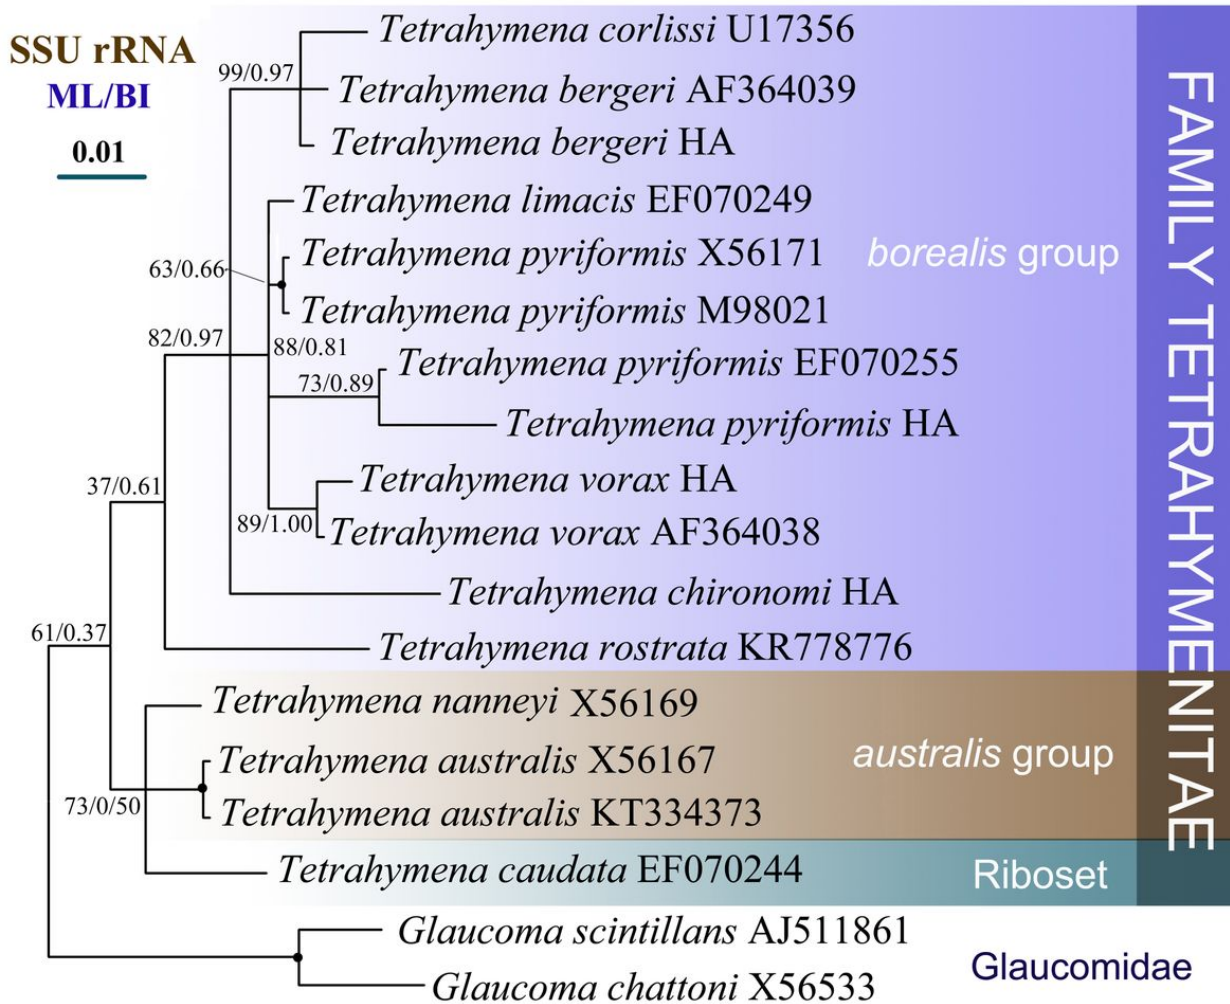 SSU rRNA
ML/BI
0.01
Tetrahymena corlissi U17356
99/0.97
Tetrahymena bergeri AF364039
Tetrahymena bergeri HA
Tetrahymena limacis EF070249
Tetrahymena pyriformis X56171
borealis group
63/0.66
Tetrahymena pyriformis M98021
82/0.97
88/0.81
Tetrahymena pyriformis EF070255
73/0.89
Tetrahymena pyriformis HA
Tetrahymena vorax HA
37/0.61
89/1.00
Tetrahymena vorax AF364038
Tetrahymena chironomi HA
61/0.37
Tetrahymena rostrata KR778776
Tetrahymena nanneyi X56169
Tetrahymena australis X56167
australis group
73/0/50
Tetrahymena australis KT334373
Tetrahymena caudata EF070244
Riboset
FAMILY TETRAHYMENITAE
Glaucoma scintillans AJ511861
Glaucomidae
Glaucoma chattoni X56533